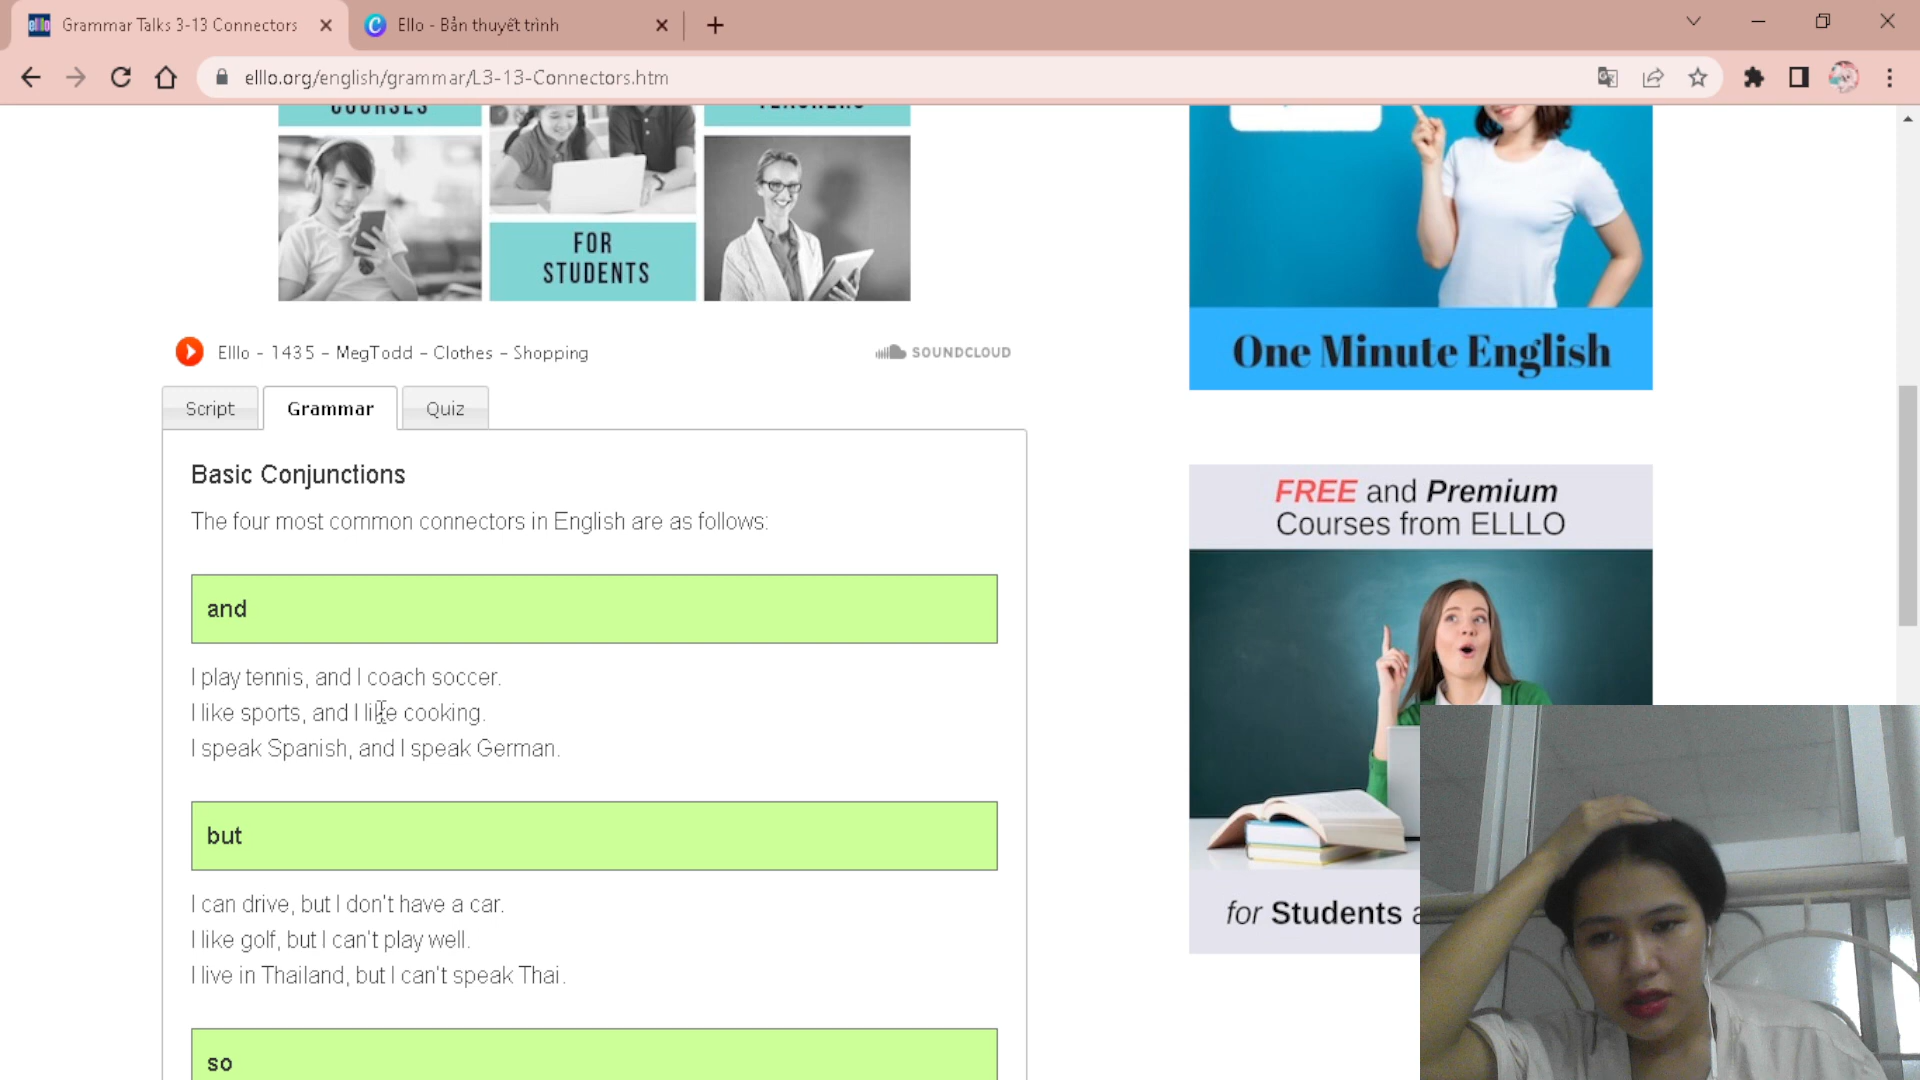 Grammar Talks 3-13 Connectors
Ello - Bản thuyết trình
elllo.org/english/grammar/L3-13-Connectors.htm
COURSES
TEACHERS
FOR
STUDENTS
Elllo - 1435 - MegTodd - Clothes - Shopping
SOUNDCLOUD
One Minute English
Script
Grammar
Quiz
Basic Conjunctions
The four most common connectors in English are as follows:
and
I play tennis, and I coach soccer.
I like sports, and I like cooking.
I speak Spanish, and I speak German.
but
I can drive, but I don't have a car.
I like golf, but I can't play well.
I live in Thailand, but I can't speak Thai.
so
FREE and Premium
Courses from ELLLO
for Students